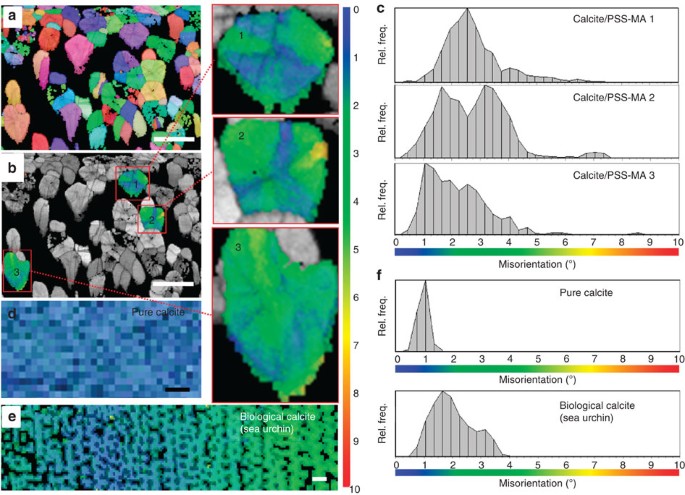 a
b
1
2
3
d
Pure calcite
e
Biological calcite
(sea urchin)
1
2
3
0
1
2
3
4
5
6
7
8
9
10
c
Rel. freq.
Calcite/PSS-MA 1
Rel. freq.
Calcite/PSS-MA 2
Rel. freq.
Calcite/PSS-MA 3
0 1 2 3 4 5 6 7 8 9 10
Misorientation (°)
f
Rel. freq.
Pure calcite
0 1 2 3 4 5 6 7 8 9 10
Misorientation (°)
Rel. freq.
Biological calcite
(sea urchin)
0 1 2 3 4 5 6 7 8 9 10
Misorientation (°)